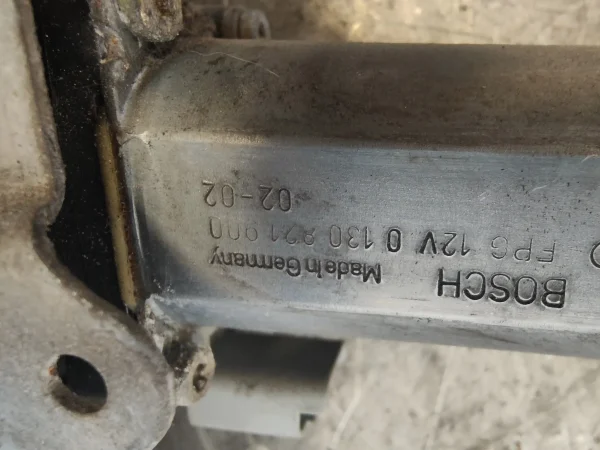 BOSCH
Made in Germany
FPG 12V 0 130 821 900
02-02